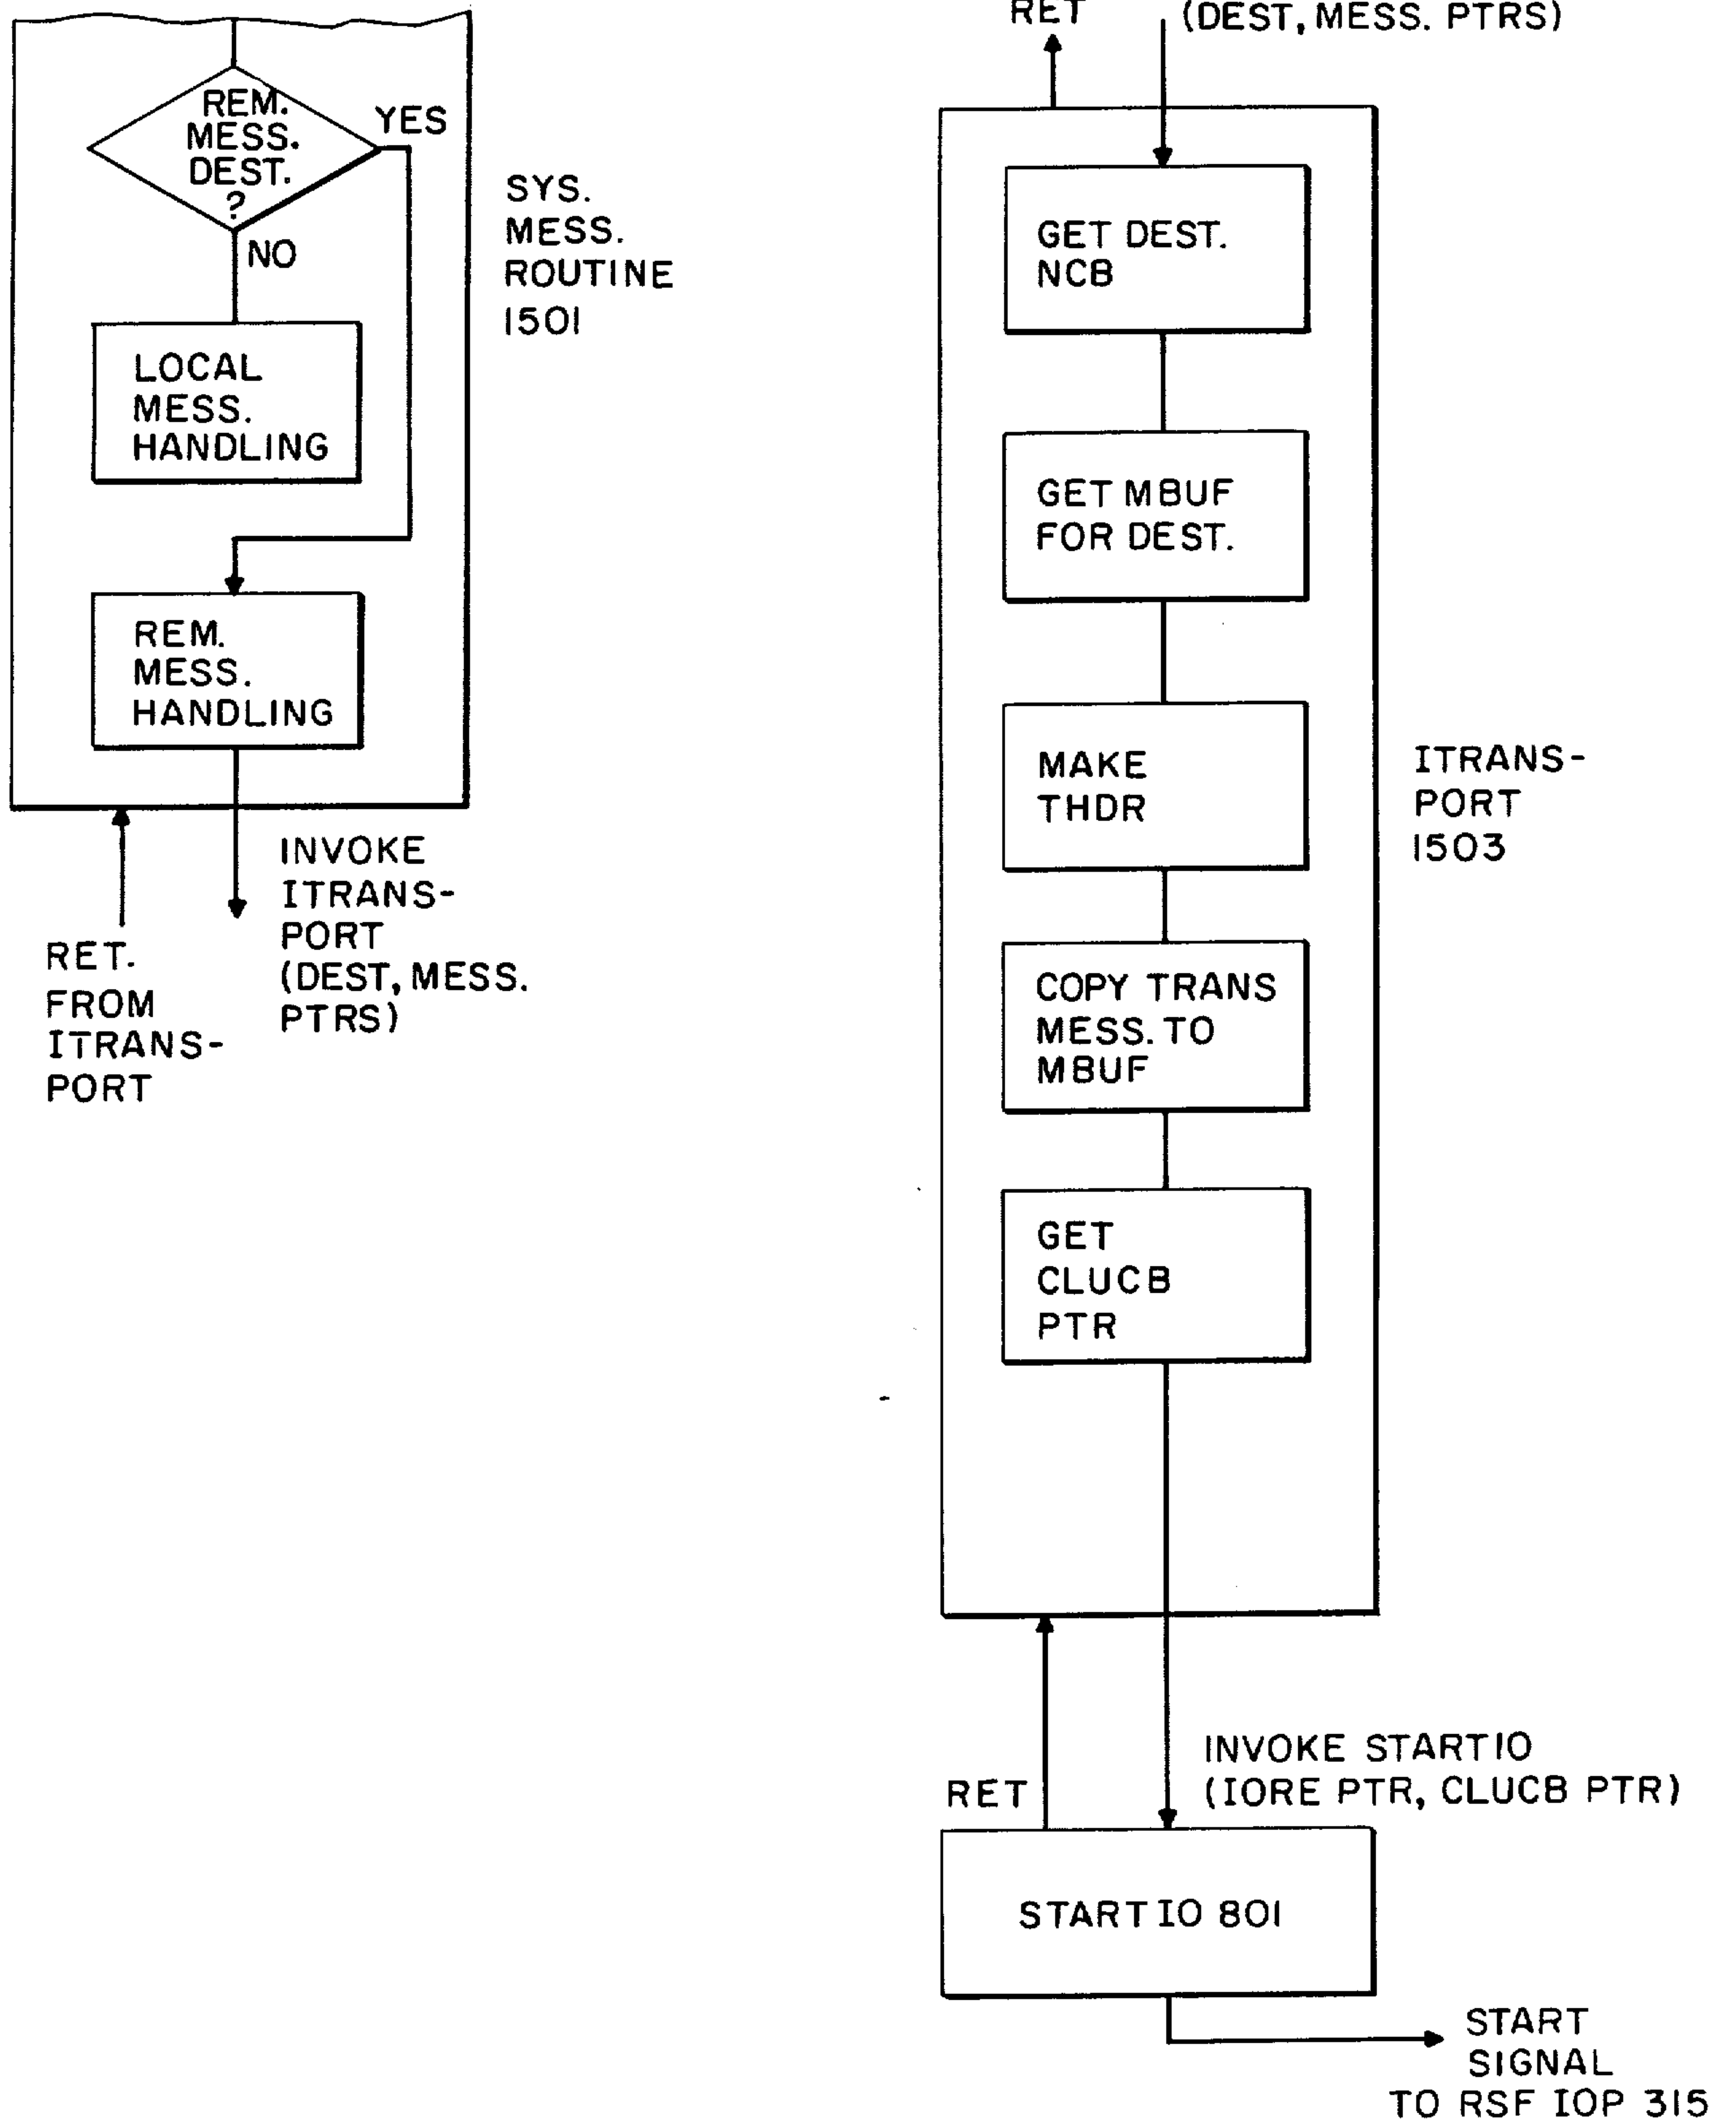 REM.
MESS.
DEST.
?
YES
NO
SYS.
MESS.
ROUTINE
1501
LOCAL
MESS.
HANDLING
REM.
MESS.
HANDLING
INVOKE
ITRANS-
PORT
(DEST, MESS.
PTRS)
RET.
FROM
ITRANS-
PORT
RET
(DEST, MESS. PTRS)
GET DEST.
NCB
GET MBUF
FOR DEST.
MAKE
THDR
ITRANS-
PORT
1503
COPY TRANS
MESS. TO
MBUF
GET
CLUCB
PTR
RET
INVOKE STARTIO
(IORE PTR, CLUCB PTR)
START IO 801
START
SIGNAL
TO RSF IOP 315